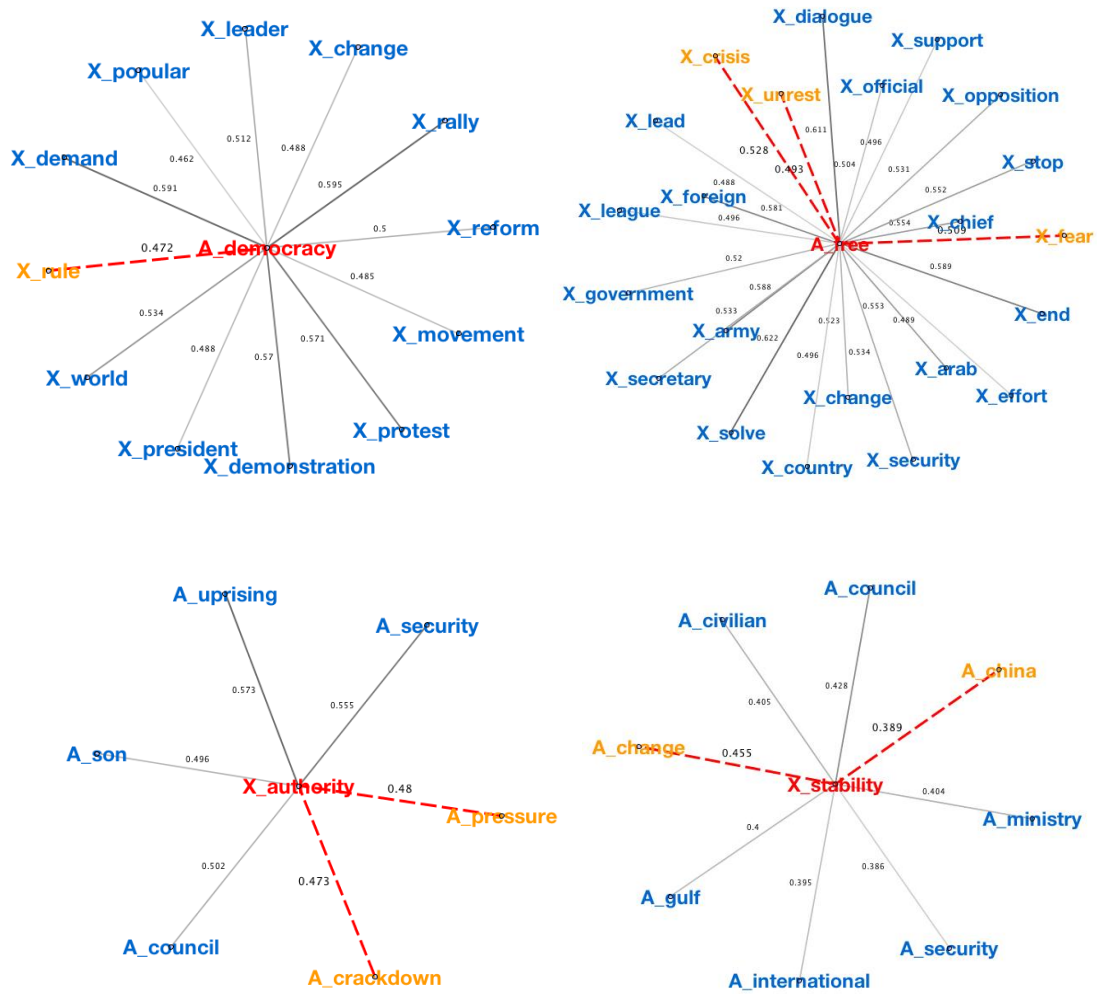 X_leader
X_change
X_popular
X_rally
X_demand
0.512
0.488
0.462
0.595
0.591
0.5
X_reform
0.472
A_democracy
X_rule
0.485
0.534
X_movement
0.488
0.57
0.571
X_world
X_protest
X_president
X_demonstration
X_dialogue
X_support
X_crisis
X_unrest
X_official
X_opposition
X_lead
0.611
0.496
X_stop
0.528
0.493
0.504
0.531
0.488
0.552
X_foreign
0.581
X_league
0.496
0.554
X_chief
0.509
X_fear
A_free
0.52
0.589
X_government
0.588
0.533
0.553
X_end
X_army
0.523
0.489
0.622
0.496
0.534
X_secretary
X_arab
X_change
X_effort
X_solve
X_country
X_security
A_uprising
A_security
0.573
0.555
A_son
0.496
X_authority
0.48
A_pressure
0.502
0.473
A_council
A_crackdown
A_council
A_civilian
A_china
0.428
0.405
0.389
A_change
0.455
X_stability
0.404
A_ministry
0.4
0.395
0.386
A_gulf
A_security
A_international